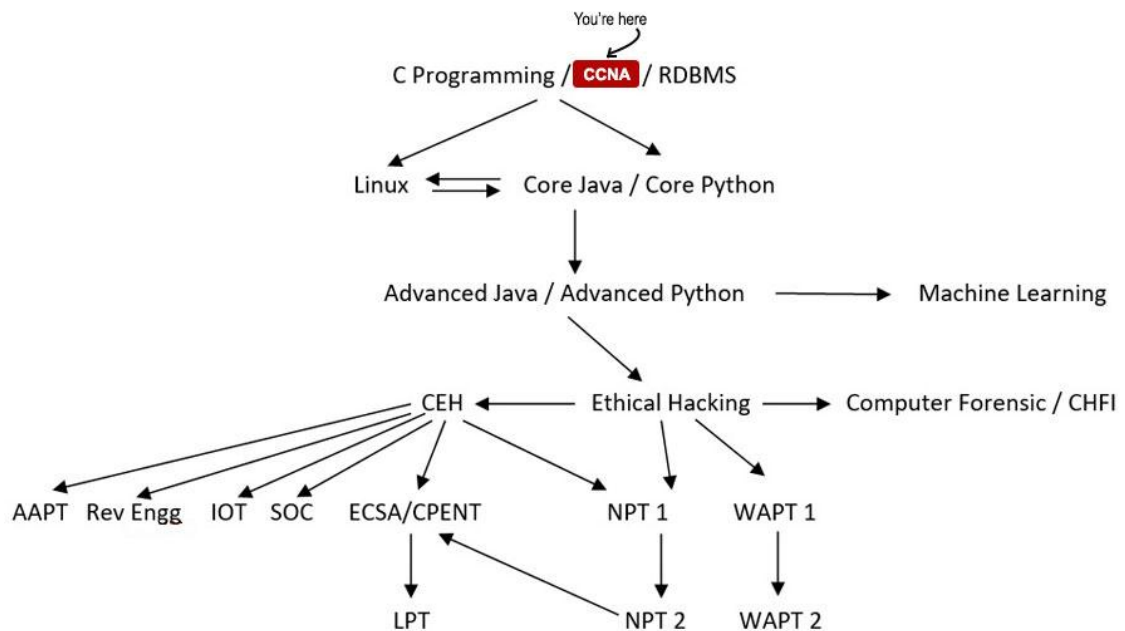 You're here
C Programming / CCNA / RDBMS
Linux Core Java / Core Python
Advanced Java / Advanced Python Machine Learning
CEH Ethical Hacking Computer Forensic / CHFI
AAPT Rev Engg IOT SOC ECSA/CPENT NPT 1 WAPT 1
LPT NPT 2 WAPT 2